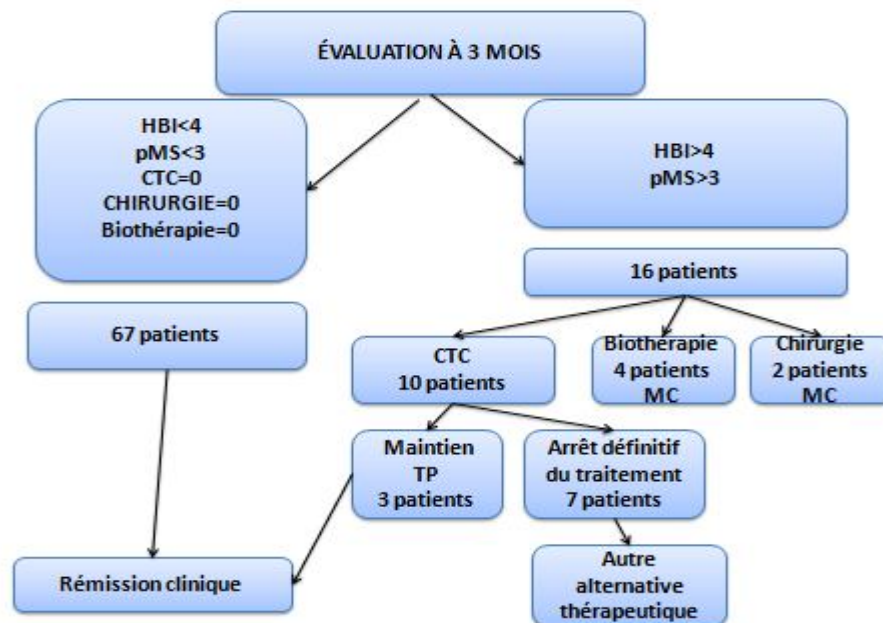 ÉVALUATION À 3 MOIS
HBI<4
pMS<3
CTC=0
CHIRURGIE=0
Biothérapie=0
HBI>4
pMS>3
16 patients
67 patients
CTC
10 patients
Biothérapie
4 patients
MC
Chirurgie
2 patients
MC
Maintien
TP
3 patients
Arrêt définitif
du traitement
7 patients
Rémission clinique
Autre
alternative
thérapeutique